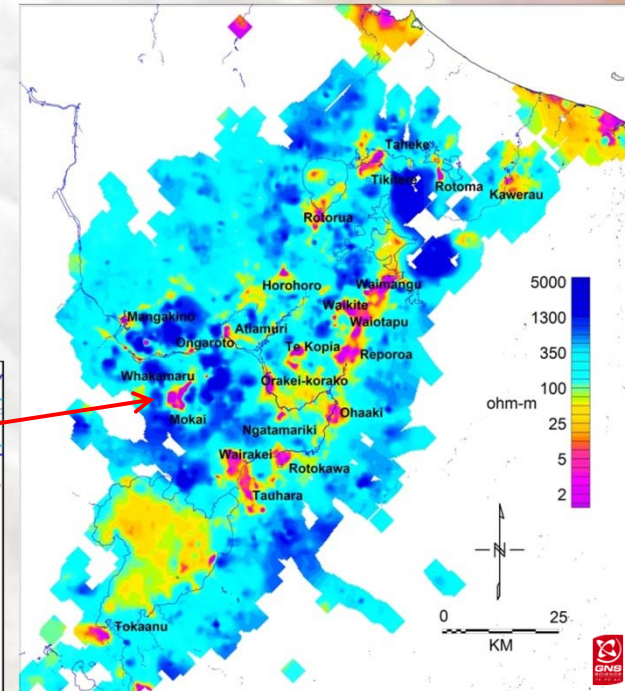 Taheke
Tikitere
Rotoma
Kawerau
Rotorua
Horohoro
Waimangu
Waikite
Mangakino
Atiamuri
Waiotapu
Ongaroto
Te Kopia
Reporoa
Whakamaru
Orakei-korako
Mokai
Ohaaki
Ngatamariki
Wairakei
Rotokawa
Tauhara
Tokaanu
5000
1300
350
100
25
5
2
ohm-m
N
0 25
KM
GNS
SCIENCE